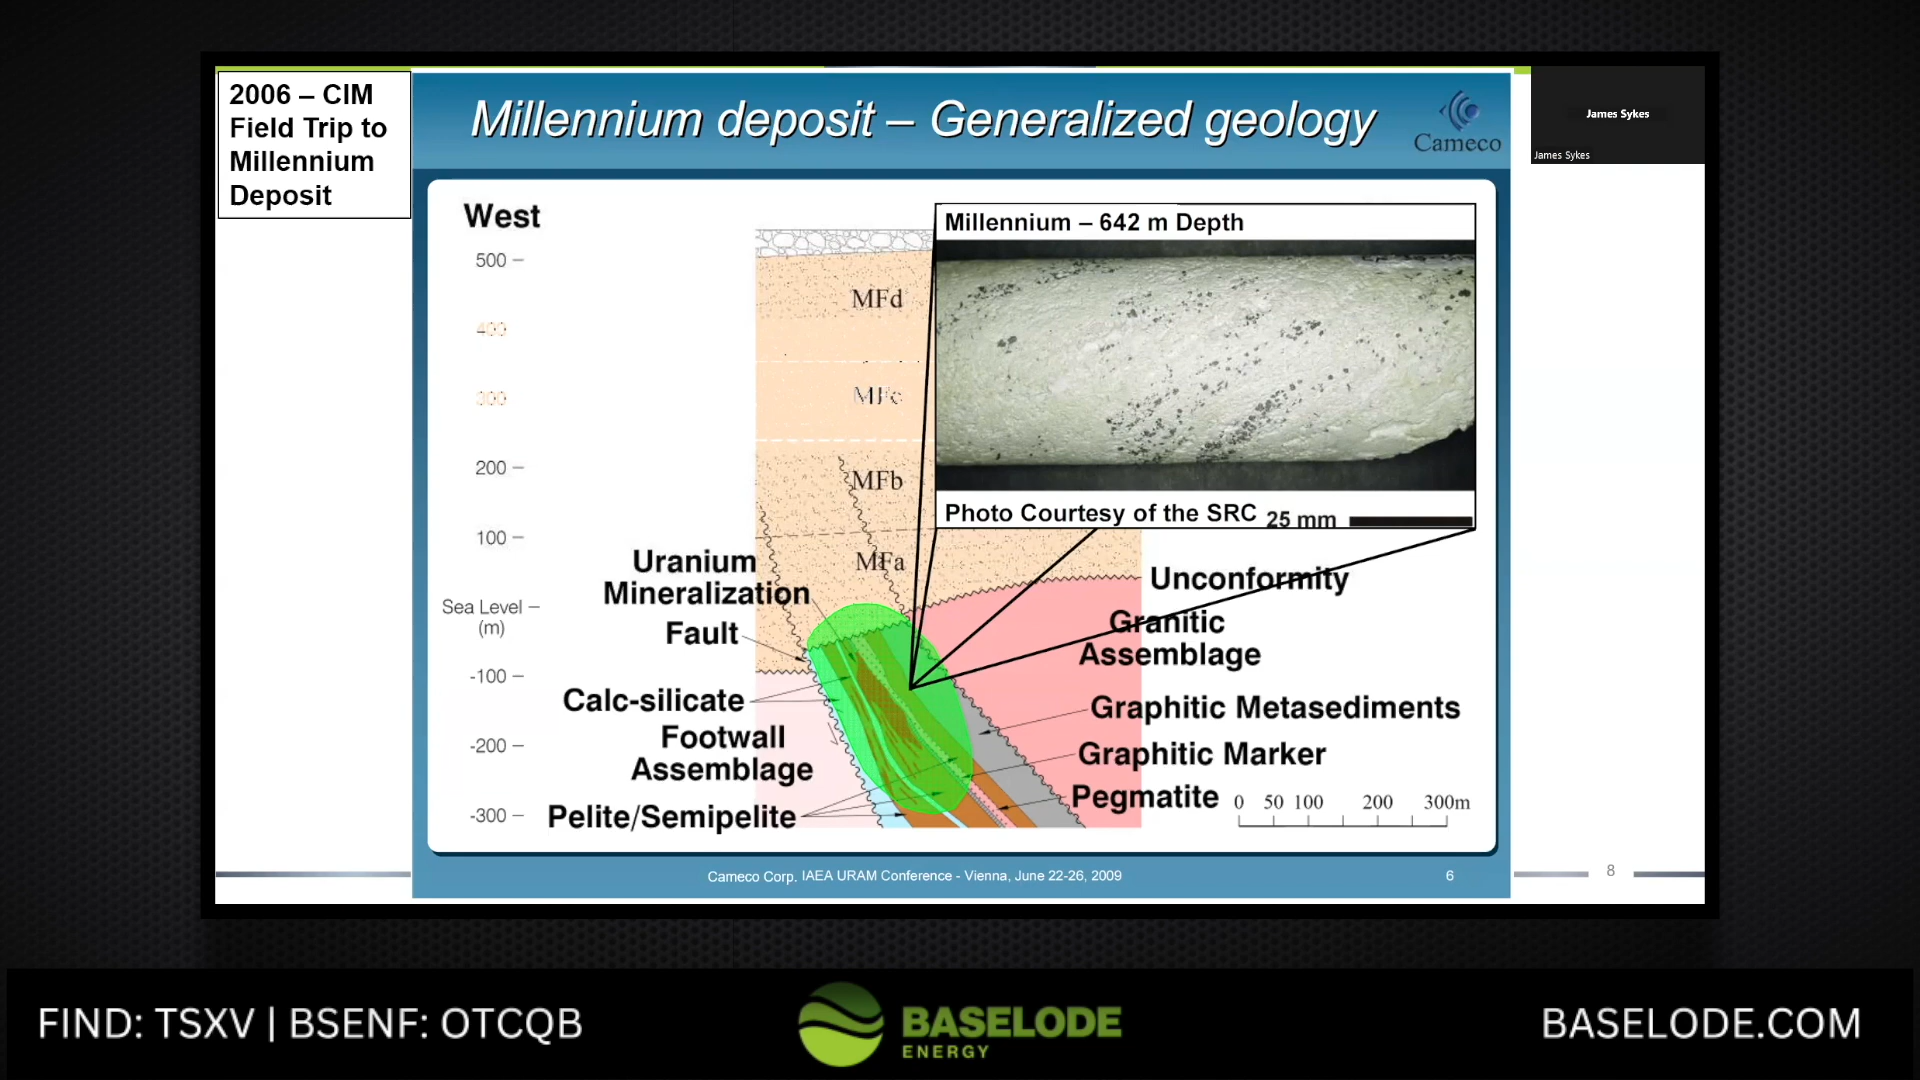 2006 – CIM
Field Trip to
Millennium
Deposit
Millennium deposit – Generalized geology
Cameco
James Sykes
James Sykes
West
500
400
300
200
100
Sea Level
(m)
-100
-200
-300
MFd
MFc
MFb
MFa
Millennium – 642 m Depth
Photo Courtesy of the SRC
25 mm
Uranium
Mineralization
Fault
Calc-silicate
Footwall
Assemblage
Pelite/Semipelite
Unconformity
Granitic
Assemblage
Graphitic Metasediments
Graphitic Marker
Pegmatite
0 50 100 200 300m
Cameco Corp. IAEA URAM Conference - Vienna, June 22-26, 2009
6
8
FIND: TSXV | BSENF: OTCQB
BASELODE
ENERGY
BASELODE.COM